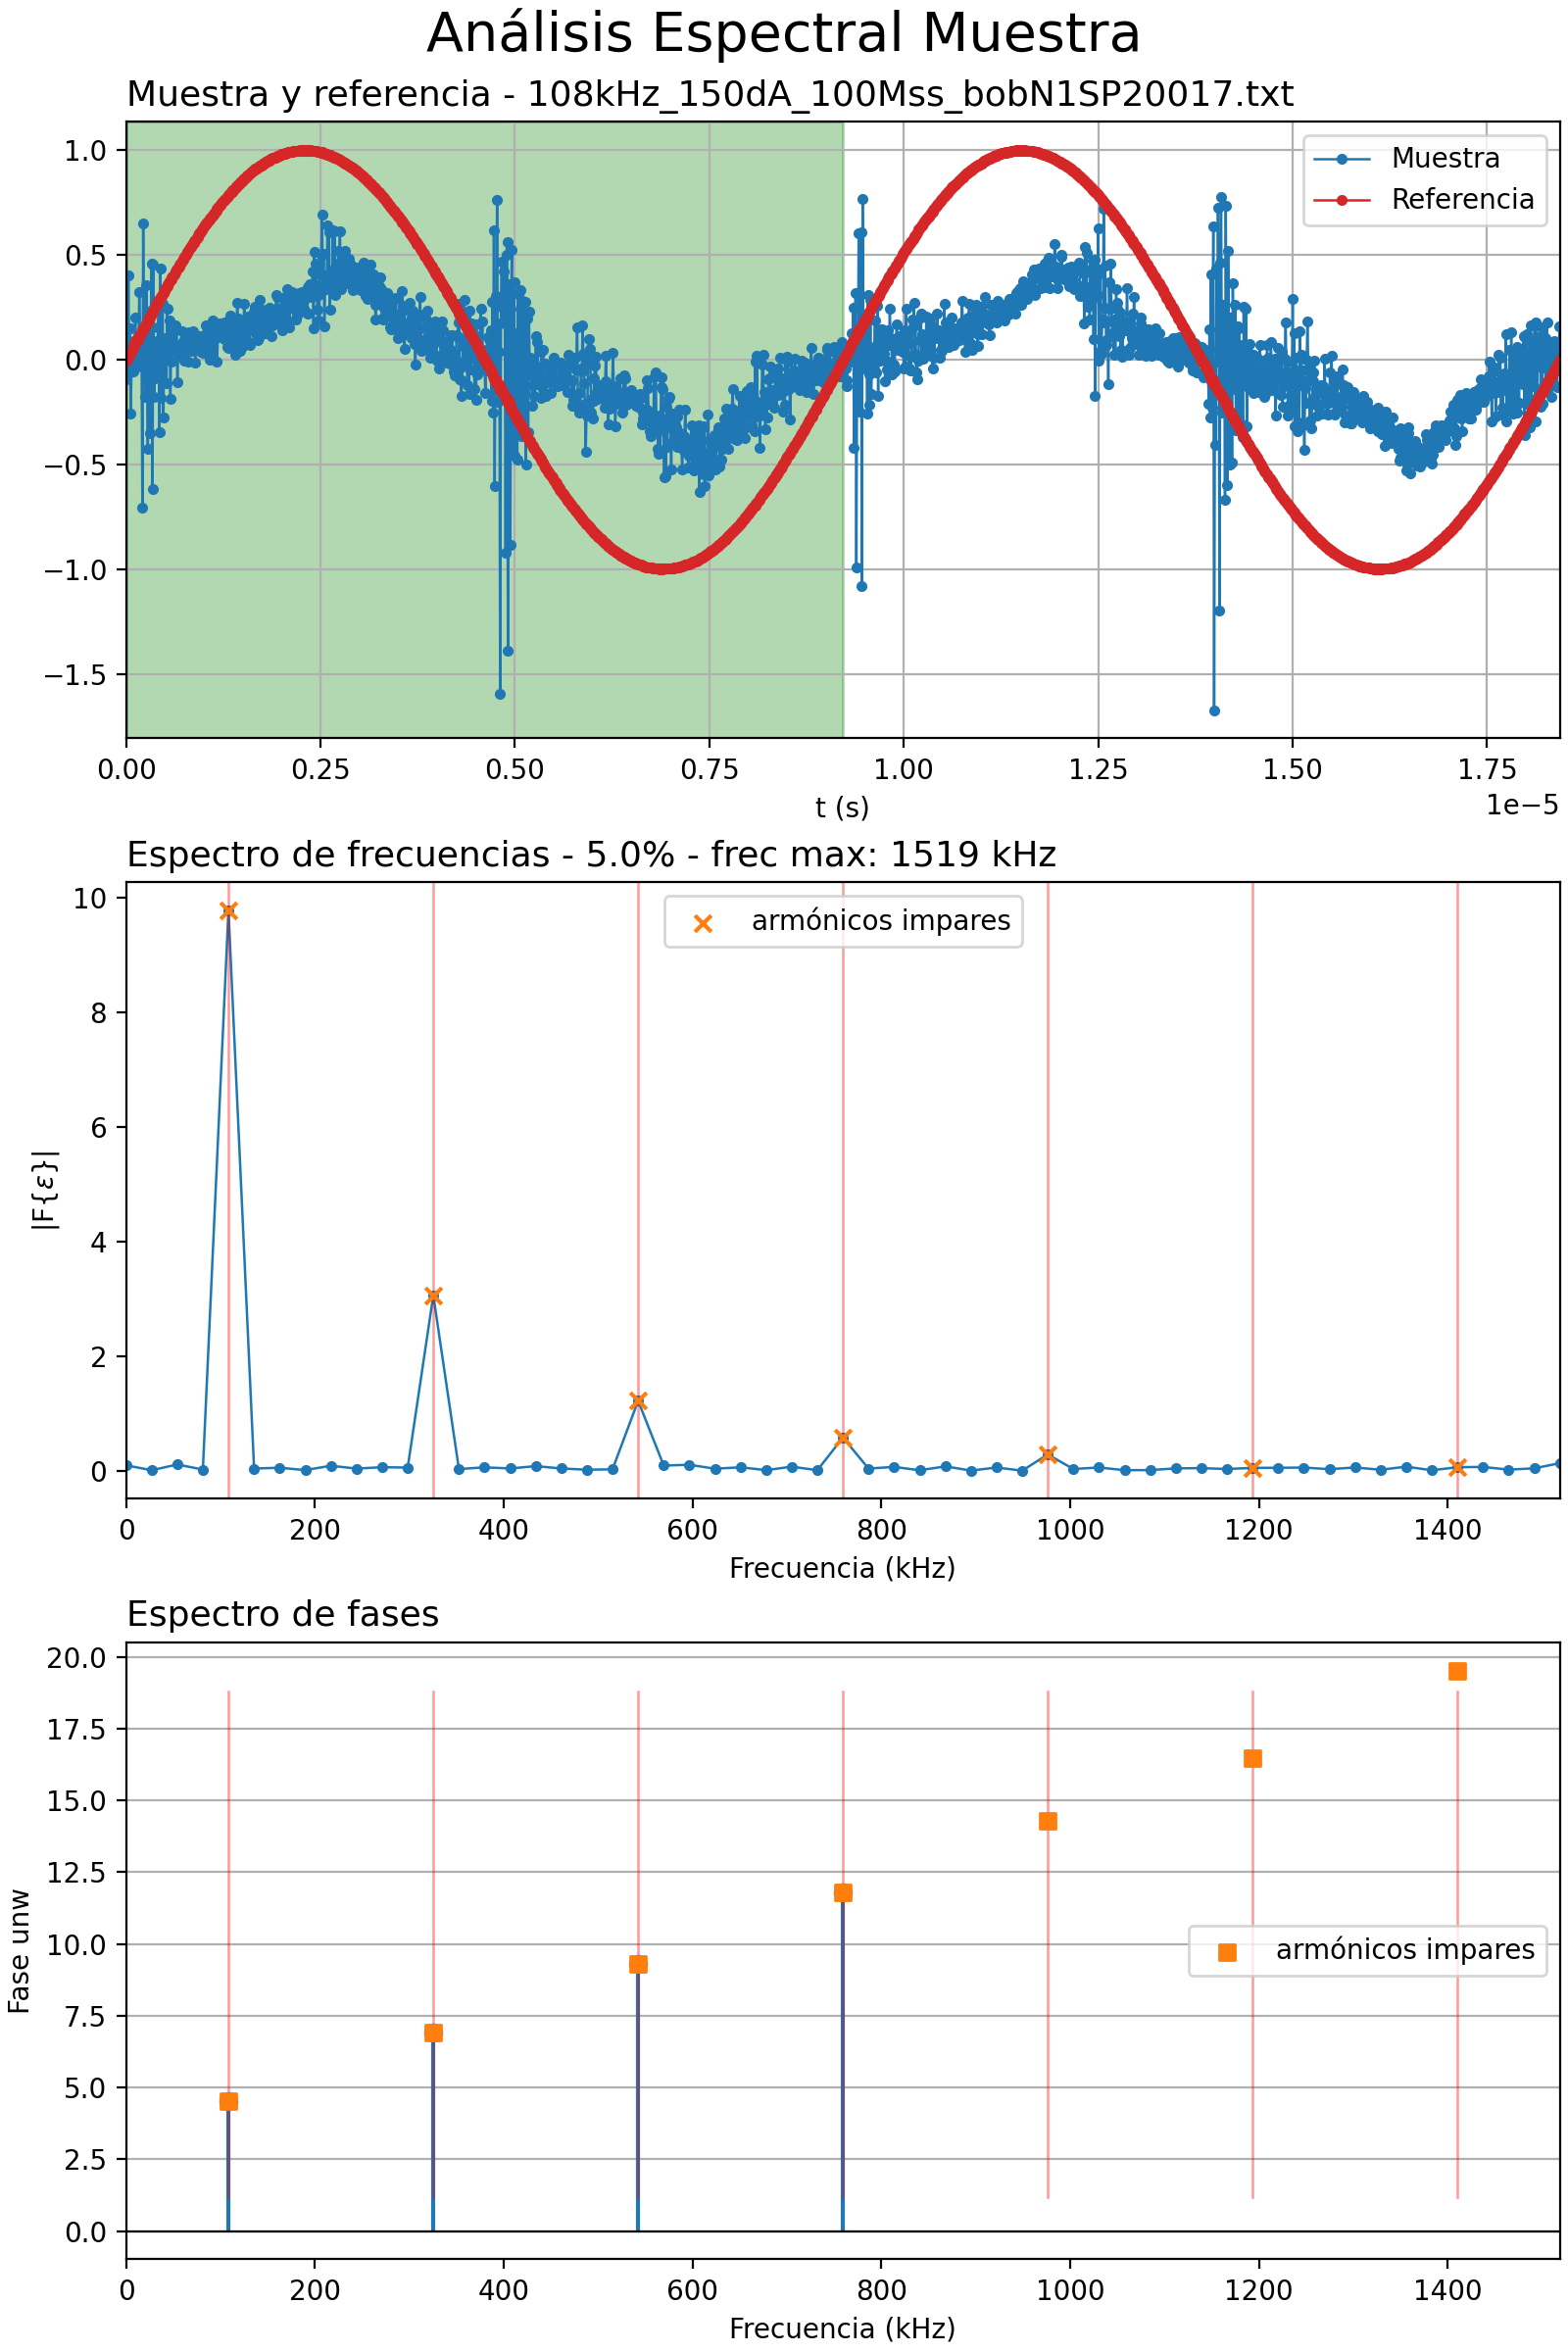 Análisis Espectral Muestra
Muestra y referencia - 108kHz_150dA_100Mss_bobN1SP20017.txt
1.0
0.5
0.0
−0.5
−1.0
−1.5
Muestra
Referencia
0.00 0.25 0.50 0.75 1.00 1.25 1.50 1.75
t (s)
1e−5
Espectro de frecuencias - 5.0% - frec max: 1519 kHz
10
8
6
4
2
0
|F{ε}|
armónicos impares
0 200 400 600 800 1000 1200 1400
Frecuencia (kHz)
Espectro de fases
20.0
17.5
15.0
12.5
10.0
7.5
5.0
2.5
0.0
Fase unw
armónicos impares
0 200 400 600 800 1000 1200 1400
Frecuencia (kHz)